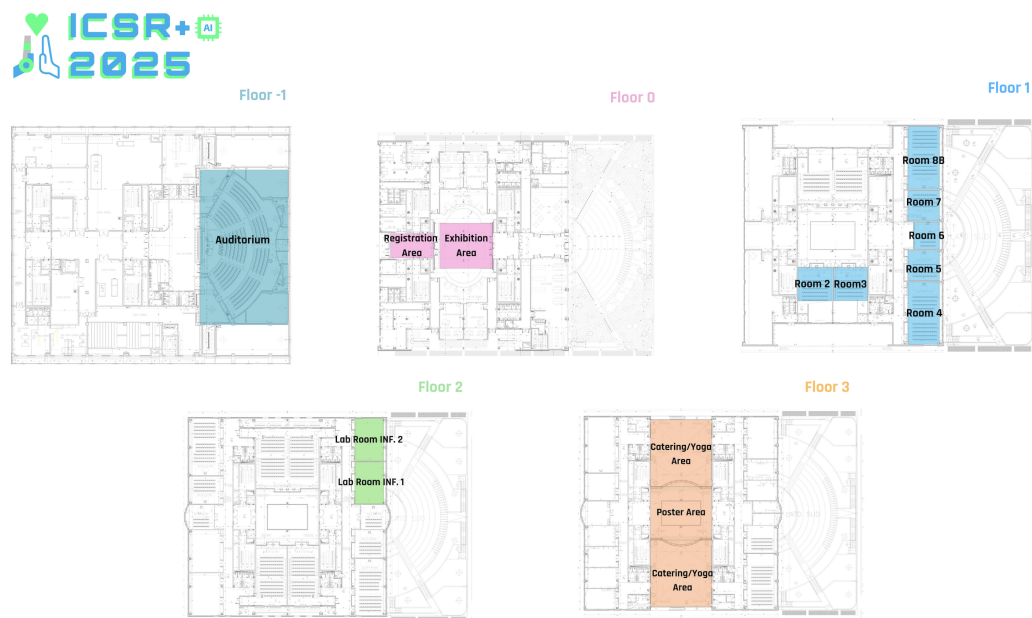 ICSR+ AI
2025
Floor -1
Floor 0
Floor 1
Auditorium
Registration
Area
Exhibition
Area
Room 8B
Room 7
Room 6
Room 5
Room 2
Room3
Room 4
Floor 2
Floor 3
Lab Room INF. 2
Lab Room INF. 1
Catering/Yoga
Area
Poster Area
Catering/Yoga
Area